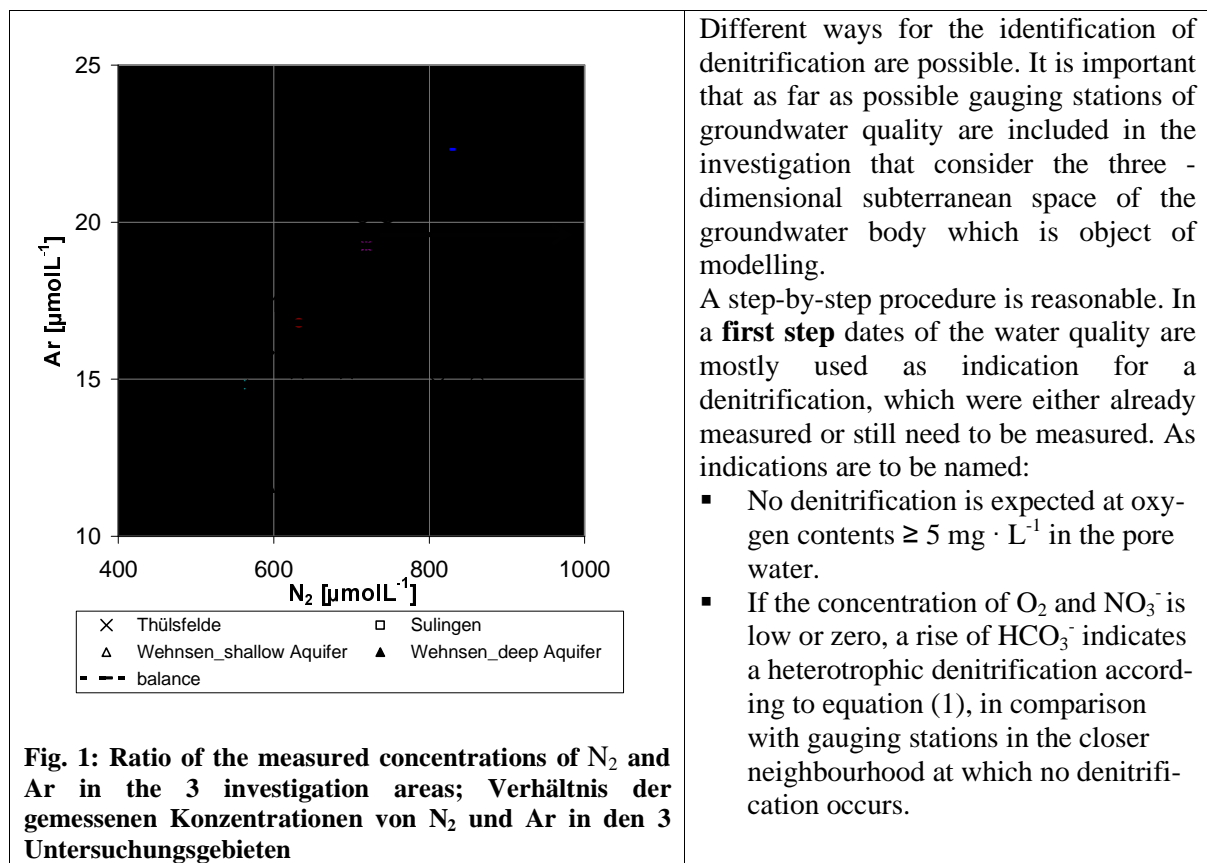 25
20
15
10
400
600
800
1000
Ar [µmolL⁻¹]
N₂ [µmolL⁻¹]
Thülsfelde
Sulingen
Wehnsen_shallow Aquifer
Wehnsen_deep Aquifer
balance
Fig. 1: Ratio of the measured concentrations of N₂ and
Ar in the 3 investigation areas; Verhältnis der
gemessenen Konzentrationen von N₂ und Ar in den 3
Untersuchungsgebieten
Different ways for the identification of
denitrification are possible. It is important
that as far as possible gauging stations of
groundwater quality are included in the
investigation that consider the three -
dimensional subterranean space of the
groundwater body which is object of
modelling.
A step-by-step procedure is reasonable. In
a first step dates of the water quality are
mostly used as indication for a
denitrification, which were either already
measured or still need to be measured. As
indications are to be named:
▪ No denitrification is expected at oxy-
gen contents ≥ 5 mg · L⁻¹ in the pore
water.
▪ If the concentration of O₂ and NO₃⁻ is
low or zero, a rise of HCO₃⁻ indicates
a heterotrophic denitrification accord-
ing to equation (1), in comparison
with gauging stations in the closer
neighbourhood at which no denitrifi-
cation occurs.